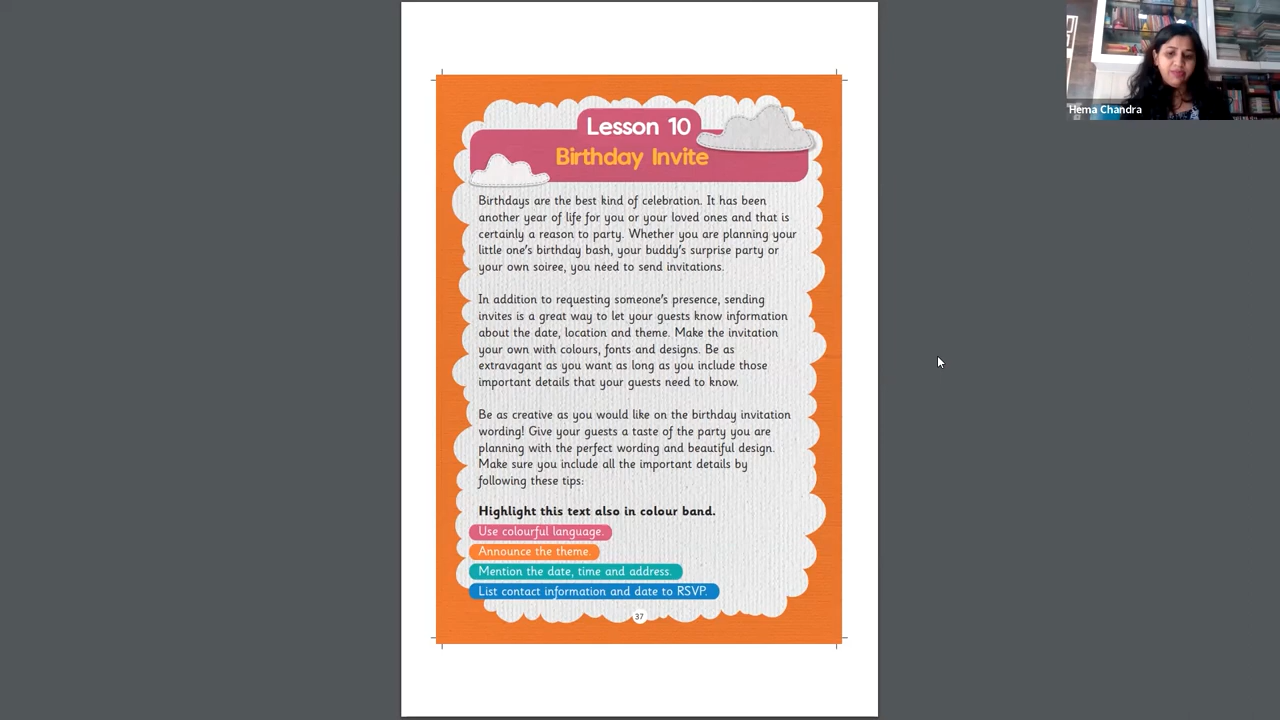 Lesson 10
Birthday Invite
Birthdays are the best kind of celebration. It has been
another year of life for you or your loved ones and that is
certainly a reason to party. Whether you are planning your
little one's birthday bash, your buddy's surprise party or
your own soiree, you need to send invitations.
In addition to requesting someone's presence, sending
invites is a great way to let your guests know information
about the date, location and theme. Make the invitation
your own with colours, fonts and designs. Be as
extravagant as you want as long as you include those
important details that your guests need to know.
Be as creative as you would like on the birthday invitation
wording! Give your guests a taste of the party you are
planning with the perfect wording and beautiful design.
Make sure you include all the important details by
following these tips:
Highlight this text also in colour band.
Use colourful language.
Announce the theme.
Mention the date, time and address.
List contact information and date to RSVP.
37
Hema Chandra